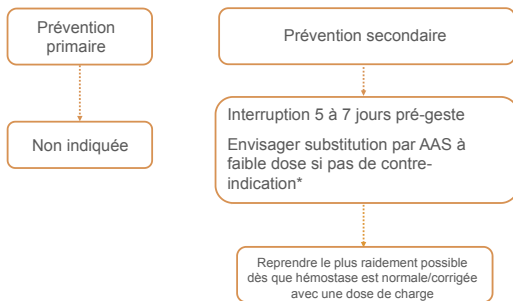 Prévention
primaire
Prévention secondaire
Non indiquée
Interruption 5 à 7 jours pré-geste
Envisager substitution par AAS à
faible dose si pas de contre-
indication*
Reprendre le plus raidement possible
dès que hémostase est normale/corrigée
avec une dose de charge